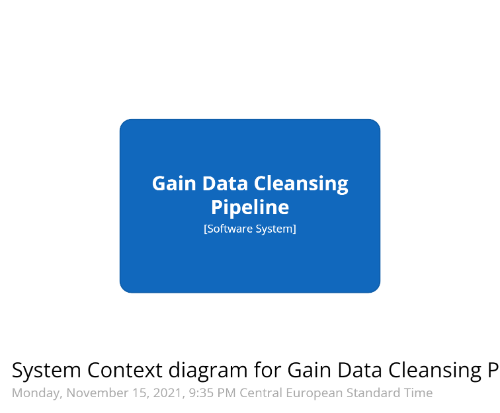 Gain Data Cleansing
Pipeline
[Software System]
System Context diagram for Gain Data Cleansing P
Monday, November 15, 2021, 9:35 PM Central European Standard Time